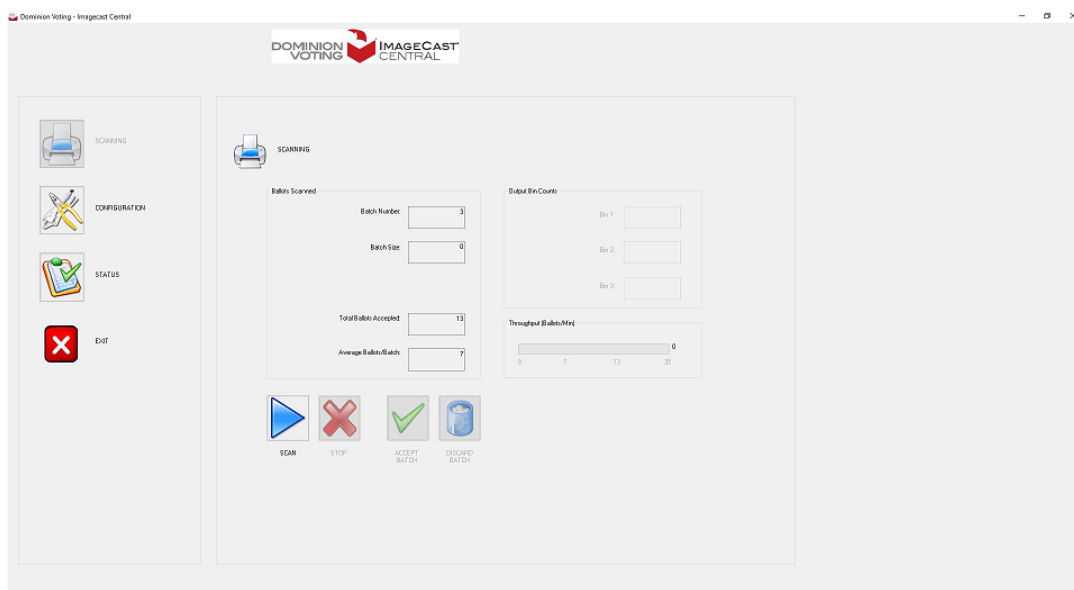 Dominion Voting - Imagecast Central
DOMINION VOTING
IMAGECAST CENTRAL
SCANNING
CONFIGURATION
STATUS
EXIT
SCANNING
Ballots Scanned
Batch Number: 3
Batch Size: 0
Total Ballots Accepted: 13
Average Ballots/Batch: 7
Output Bin Counts
Bin 1:
Bin 2:
Bin 3:
Throughput (Ballots/Min)
0
0 7 13 20
SCAN
STOP
ACCEPT
BATCH
DISCARD
BATCH